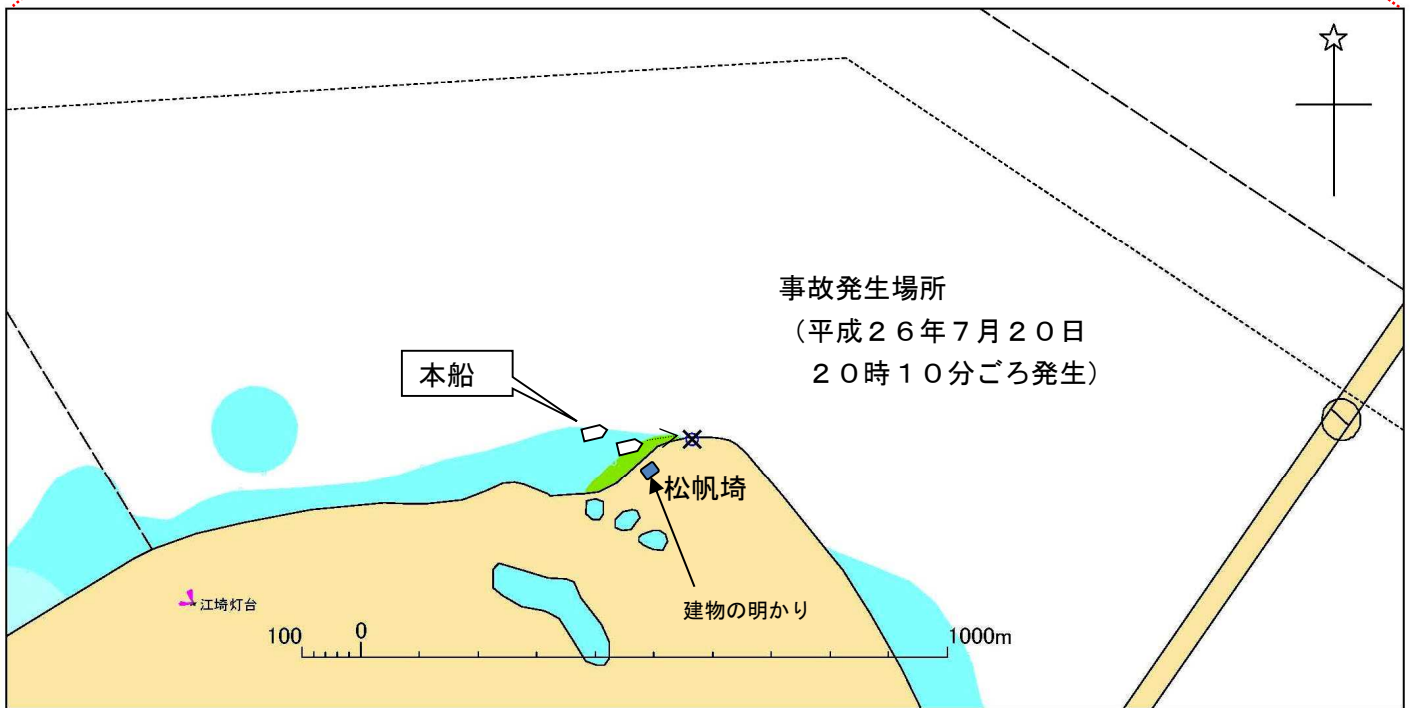 事故発生場所
（平成２６年７月２０日
２０時１０分ごろ発生）
本船
松帆埼
建物の明かり
江埼灯台
100 0 1000m